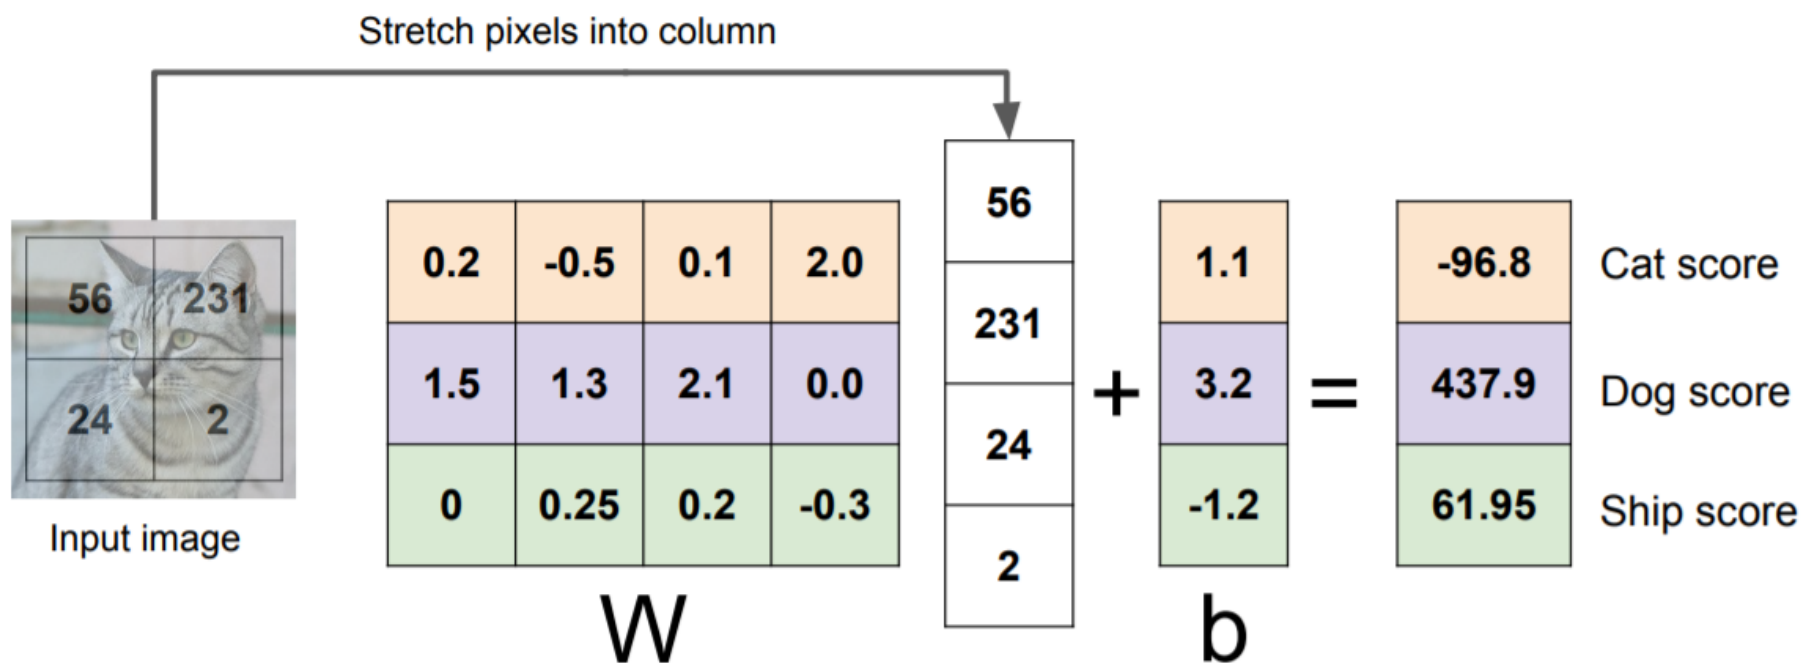 Stretch pixels into column
56 231
24 2
Input image
0.2 -0.5 0.1 2.0
1.5 1.3 2.1 0.0
0 0.25 0.2 -0.3
W
56
231
24
2
+
1.1
3.2
-1.2
b
=
-96.8 Cat score
437.9 Dog score
61.95 Ship score